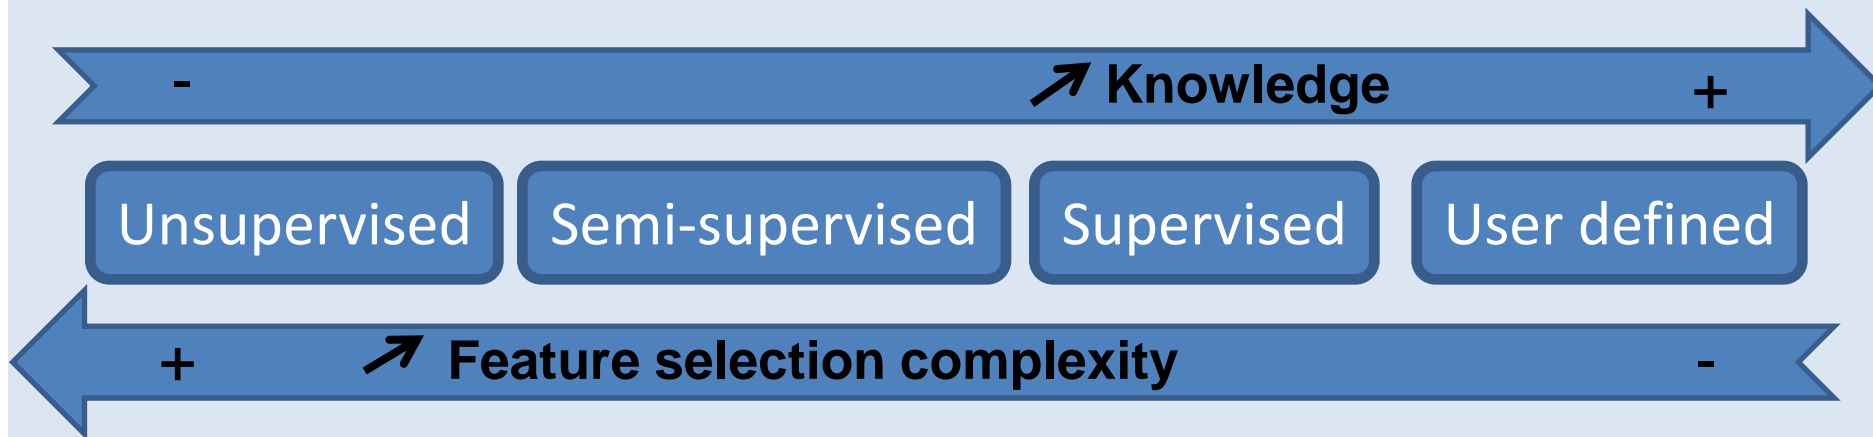 - Knowledge +
Unsupervised Semi-supervised Supervised User defined
+ Feature selection complexity -